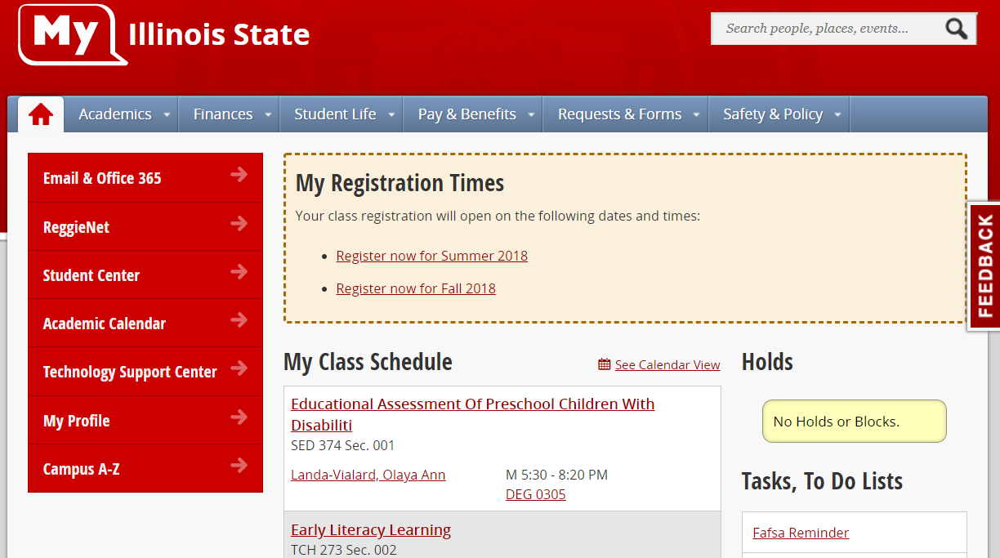 My Illinois State
Search people, places, events...
Academics
Finances
Student Life
Pay & Benefits
Requests & Forms
Safety & Policy
Email & Office 365
ReggieNet
Student Center
Academic Calendar
Technology Support Center
My Profile
Campus A-Z
My Registration Times
Your class registration will open on the following dates and times:
Register now for Summer 2018
Register now for Fall 2018
FEEDBACK
My Class Schedule
See Calendar View
Educational Assessment Of Preschool Children With
Disabiliti
SED 374 Sec. 001
Landa-Vialard, Olaya Ann
M 5:30 - 8:20 PM
DEG 0305
Early Literacy Learning
TCH 273 Sec. 002
Holds
No Holds or Blocks.
Tasks, To Do Lists
Fafsa Reminder